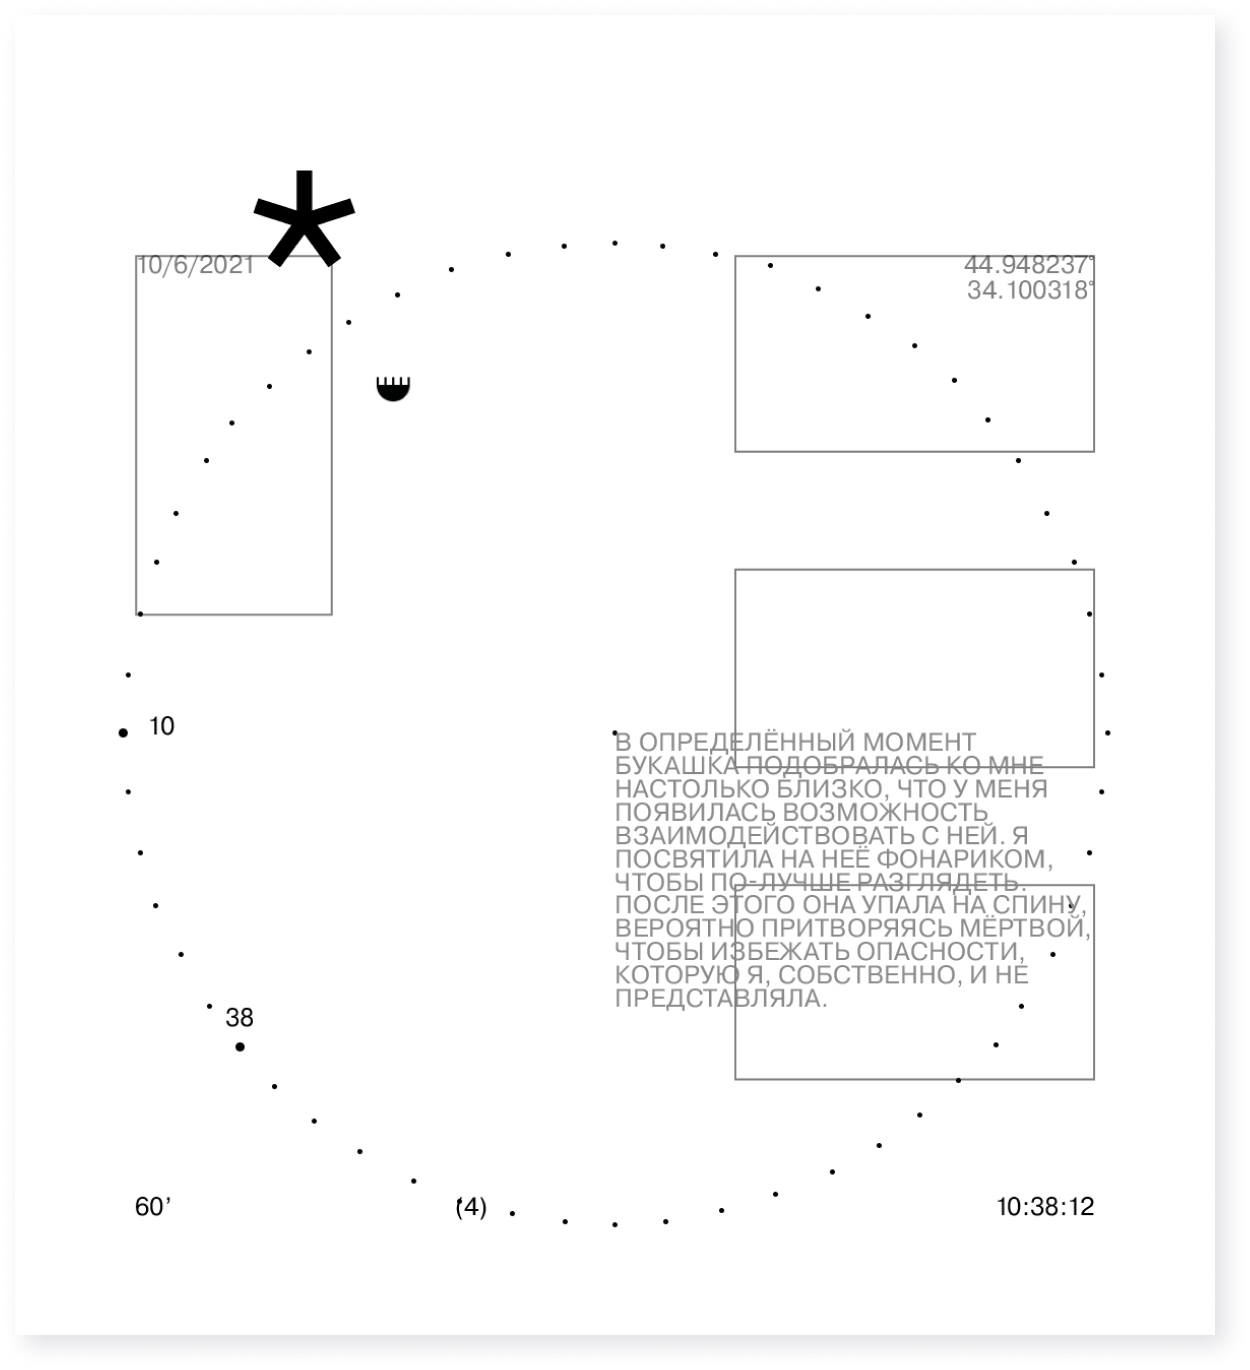 10/6/2021
44.948237°
34.100318°
10
В ОПРЕДЕЛЁННЫЙ МОМЕНТ
БУКАШКА ПОДОБРАЛАСЬ КО МНЕ
НАСТОЛЬКО БЛИЗКО, ЧТО У МЕНЯ
ПОЯВИЛАСЬ ВОЗМОЖНОСТЬ
ВЗАИМОДЕЙСТВОВАТЬ С НЕЙ. Я
ПОСВЯТИЛА НА НЕЁ ФОНАРИКОМ,
ЧТОБЫ ПО-ЛУЧШЕ РАЗГЛЯДЕТЬ.
ПОСЛЕ ЭТОГО ОНА УПАЛА НА СПИНУ,
ВЕРОЯТНО ПРИТВОРЯЯСЬ МЁРТВОЙ,
ЧТОБЫ ИЗБЕЖАТЬ ОПАСНОСТИ,
КОТОРУЮ Я, СОБСТВЕННО, И НЕ
ПРЕДСТАВЛЯЛА.
38
60’
(4)
10:38:12